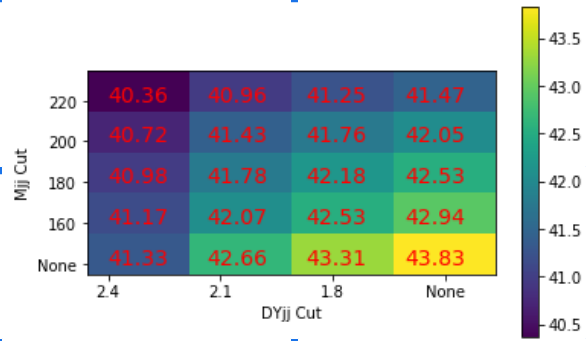 220 40.36 40.96 41.25 41.47
200 40.72 41.43 41.76 42.05
180 40.98 41.78 42.18 42.53
160 41.17 42.07 42.53 42.94
None 41.33 42.66 43.31 43.83
2.4 2.1 1.8 None
DYjj Cut
Mjj Cut
43.5
43.0
42.5
42.0
41.5
41.0
40.5